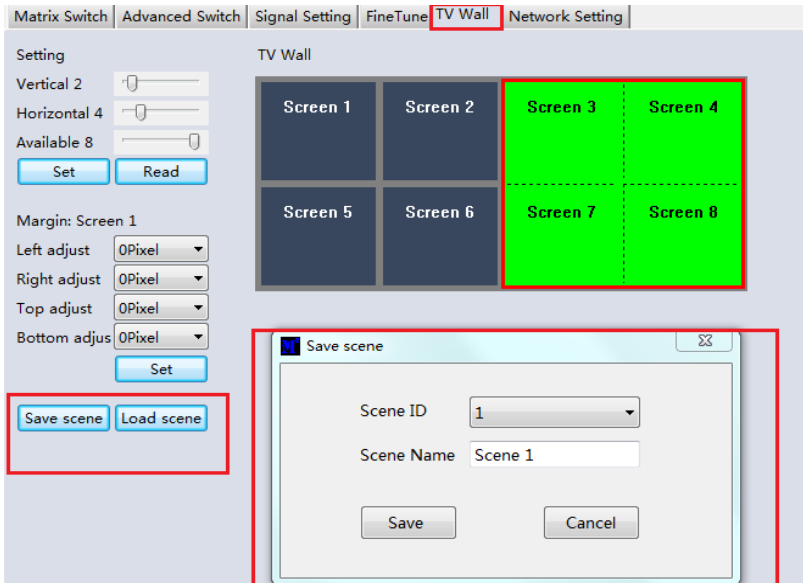 Matrix Switch Advanced Switch Signal Setting FineTune TV Wall Network Setting
Setting
TV Wall
Vertical 2
Horizontal 4
Available 8
Set Read
Screen 1 Screen 2 Screen 3 Screen 4
Screen 5 Screen 6 Screen 7 Screen 8
Margin: Screen 1
Left adjust 0Pixel
Right adjust 0Pixel
Top adjust 0Pixel
Bottom adjus 0Pixel
Set
Save scene Load scene
Save scene
Scene ID 1
Scene Name Scene 1
Save Cancel